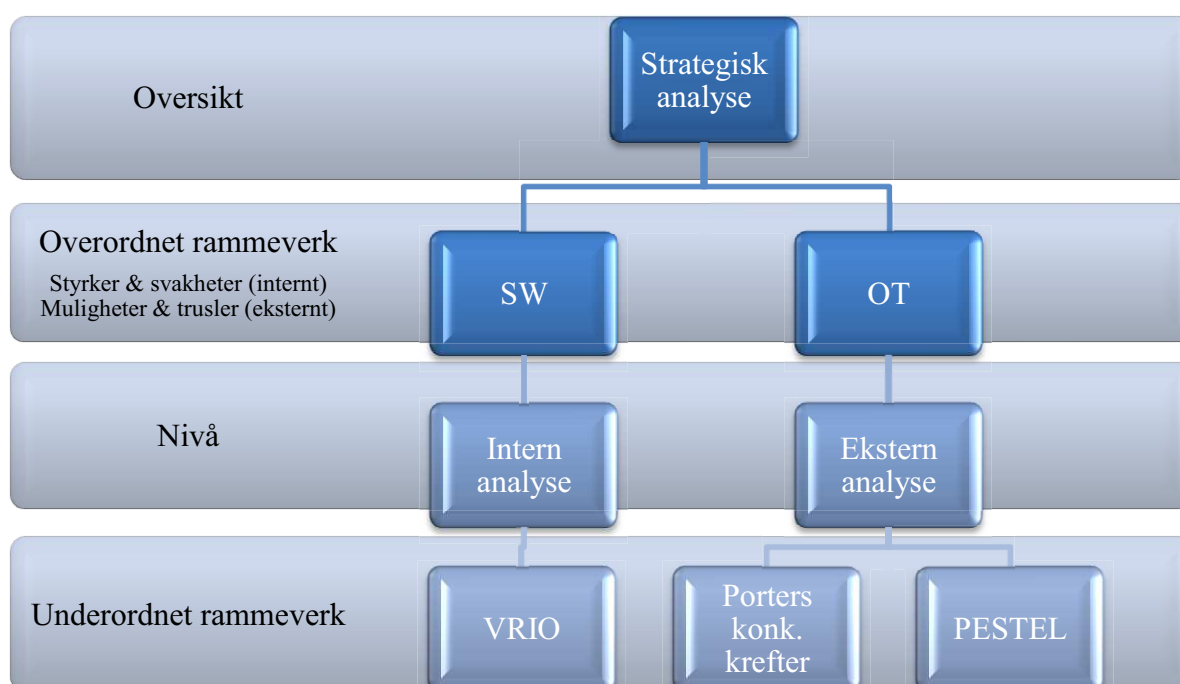 Oversikt
Strategisk
analyse
Overordnet rammeverk
Styrker & svakheter (internt)
Muligheter & trusler (eksternt)
SW
OT
Nivå
Intern
analyse
Ekstern
analyse
Underordnet rammeverk
VRIO
Porters
konk.
krefter
PESTEL